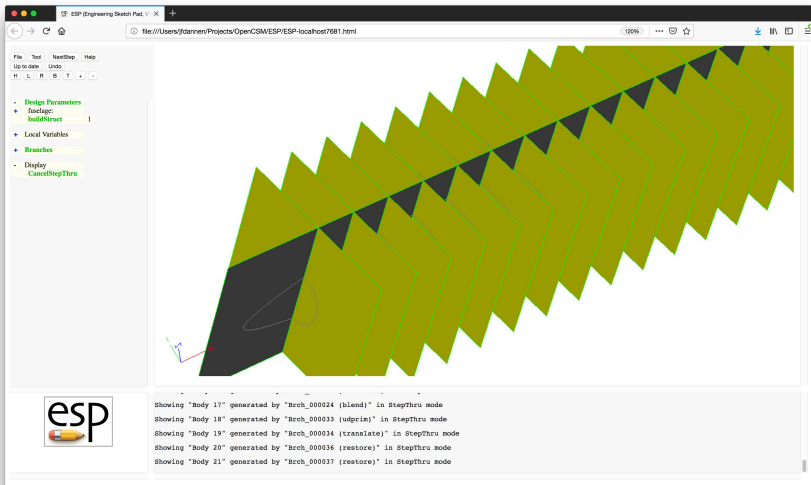 ESP (Engineering Sketch Pad, V
file:///Users/jfdannen/Projects/OpenCSM/ESP/ESP-localhost7681.html
120%
File Tool NextStep Help
Up to date Undo
H L R B T + -
- Design Parameters
+ fuselage:
buildStruct 1
+ Local Variables
+ Branches
- Display
CancelStepThru
esp
Showing "Body 17" generated by "Brch_000024 (blend)" in StepThru mode
Showing "Body 18" generated by "Brch_000033 (udprim)" in StepThru mode
Showing "Body 19" generated by "Brch_000034 (translate)" in StepThru mode
Showing "Body 20" generated by "Brch_000036 (restore)" in StepThru mode
Showing "Body 21" generated by "Brch_000037 (restore)" in StepThru mode